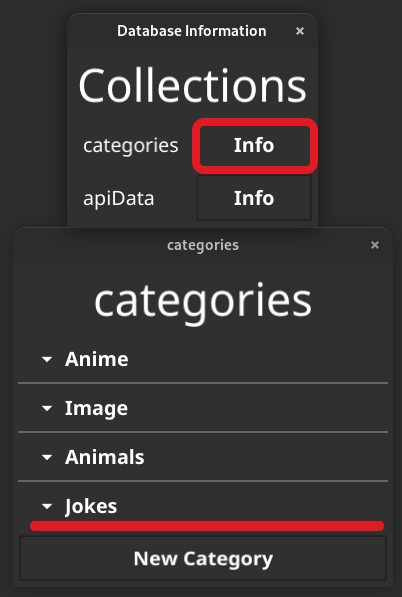 Database Information
Collections
categories Info
apiData Info
categories
categories
Anime
Image
Animals
Jokes
New Category